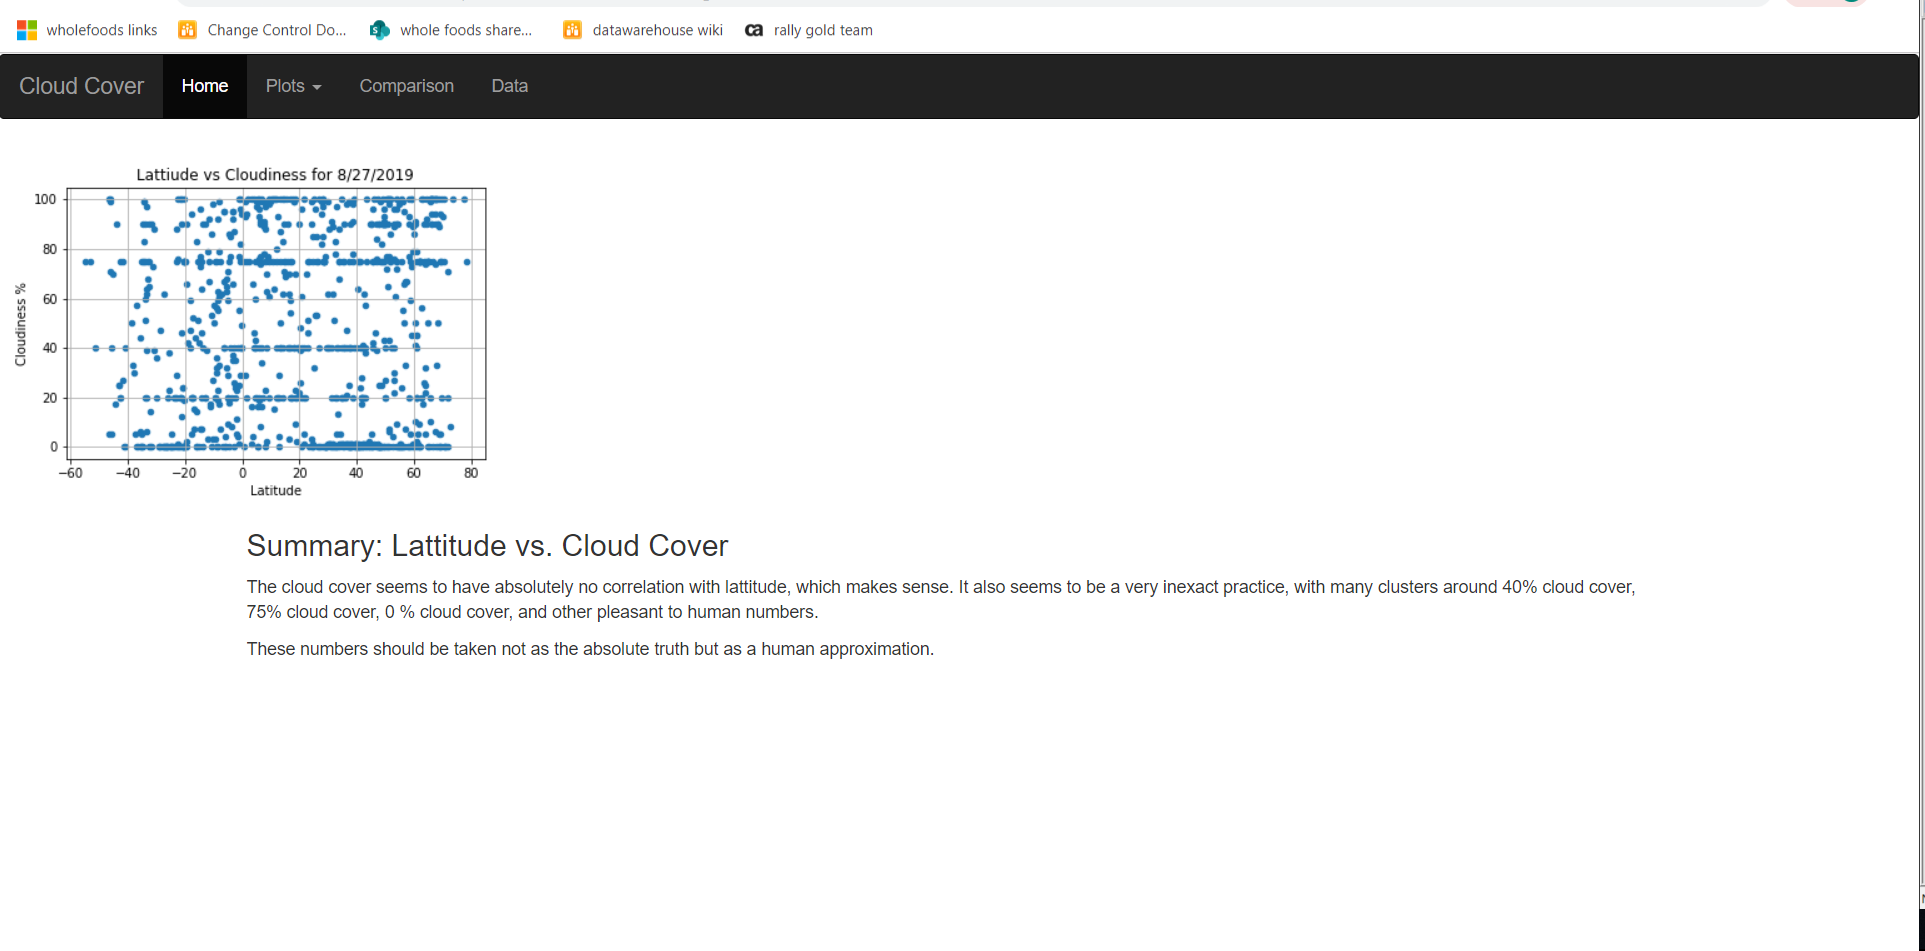 wholefoods links Change Control Do... whole foods share... datawarehouse wiki ca rally gold team
Cloud Cover Home Plots Comparison Data
Lattiude vs Cloudiness for 8/27/2019
100
80
60
40
20
0
Cloudiness %
−60 −40 −20 0 20 40 60 80
Latitude
Summary: Lattitude vs. Cloud Cover
The cloud cover seems to have absolutely no correlation with lattitude, which makes sense. It also seems to be a very inexact practice, with many clusters around 40% cloud cover,
75% cloud cover, 0 % cloud cover, and other pleasant to human numbers.
These numbers should be taken not as the absolute truth but as a human approximation.